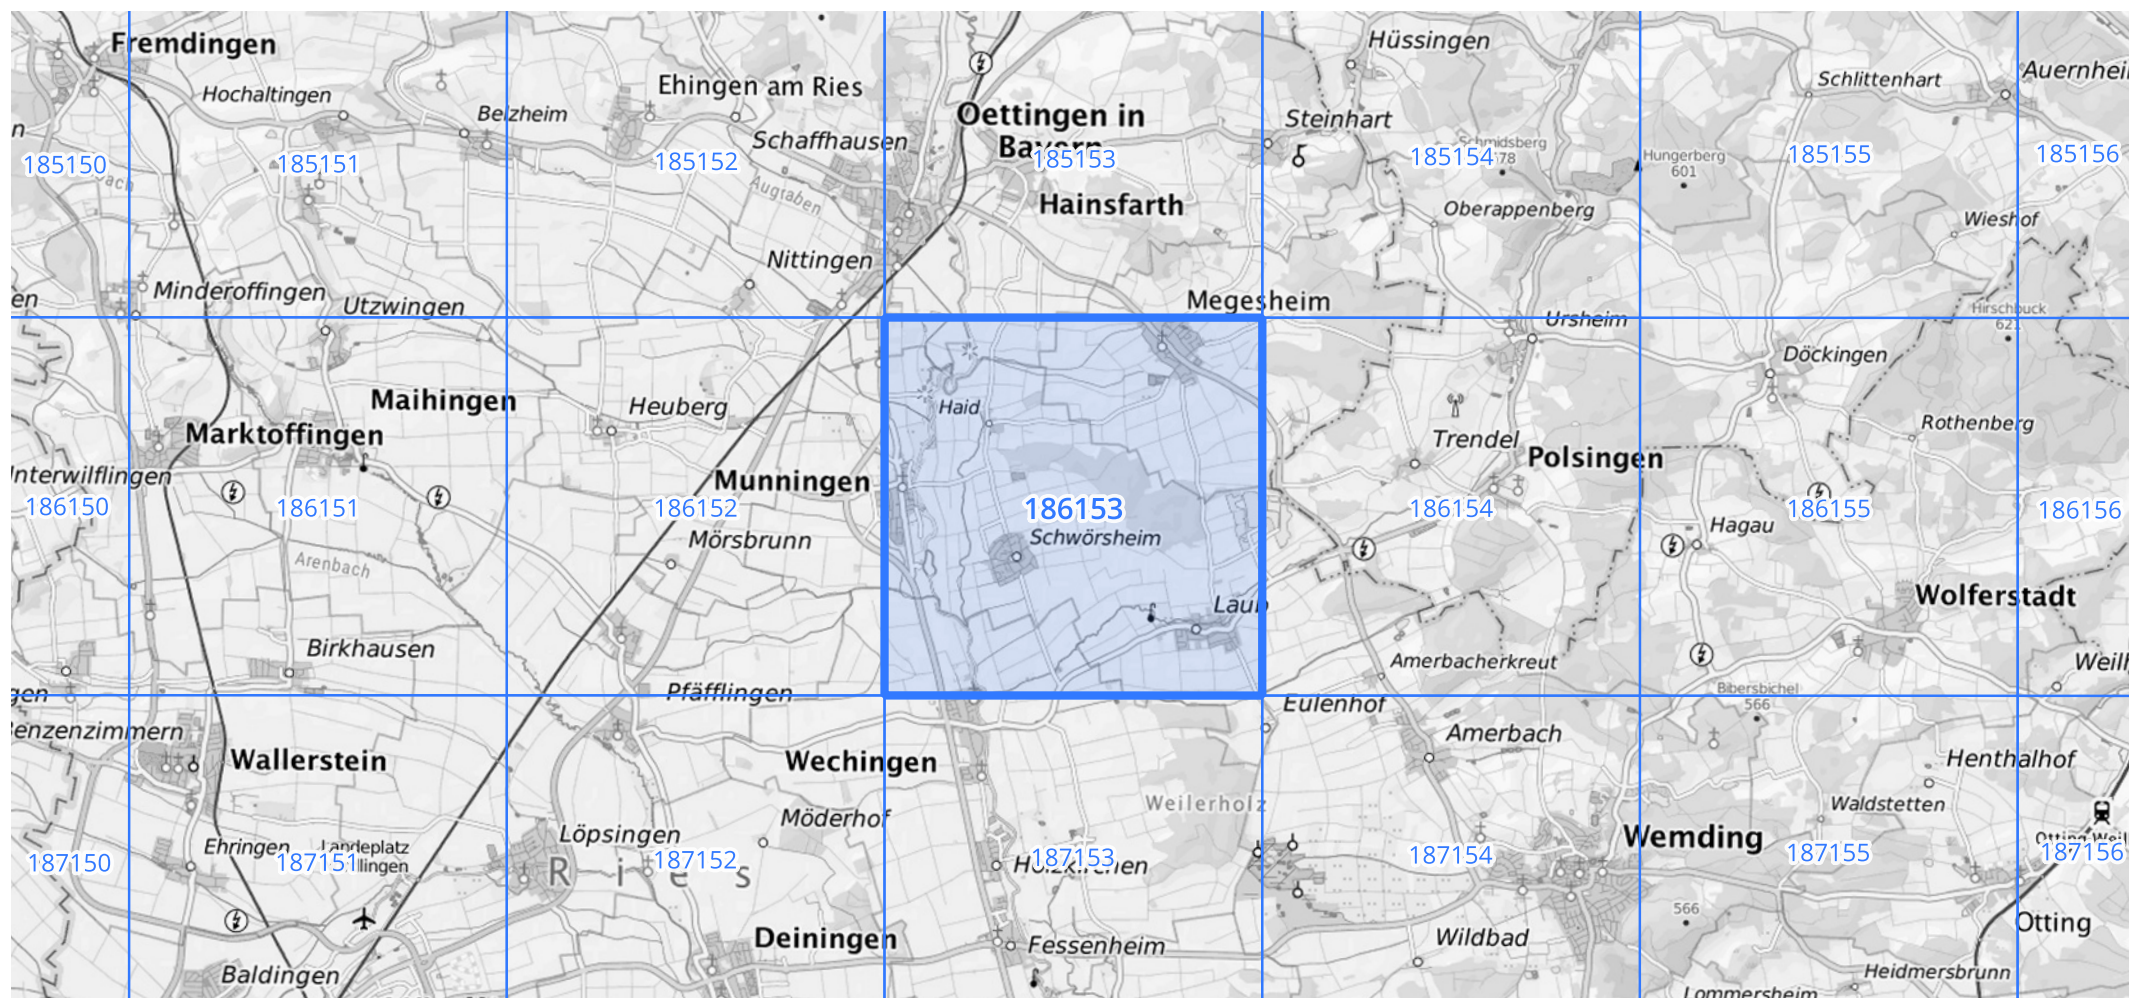 Fremdingen
Hochaltingen
Belzheim
Ehingen am Ries
Schaffhausen
Oettingen in
Bayern
Hainsfarth
Hüssingen
Steinhart
Schmidsberg
Oberappenberg
Hungerberg
601
Schlittenhart
Auernhei
Wieshof
185150
185151
185152
185153
185154
185155
185156
Augraben
Nittingen
Minderoffingen
Utzwingen
Megesheim
Ursheim
Hirschbuck
Döckingen
Maihingen
Marktoffingen
Heuberg
Haid
Trendel
Polsingen
Rothenberg
nterwilflingen
Munningen
186150
186151
186152
186153
186154
186155
186156
Hagau
Mörsbrunn
Schwörsheim
Arenbach
Laub
Wolferstadt
Birkhausen
Amerbacherkreut
Pfäfflingen
Bibersbichel
566
Eulenhof
Amerbach
Wallerstein
Wechingen
Henthalhof
Möderhof
Weilerholz
Waldstetten
Löpsingen
Ries
Wemding
Ehringen
Landeplatz
187150
187151
187152
187153
187154
187155
187156
Holzkirchen
566
Otting
Deiningen
Fessenheim
Wildbad
Baldingen
Heidmersbrunn
Lommersheim